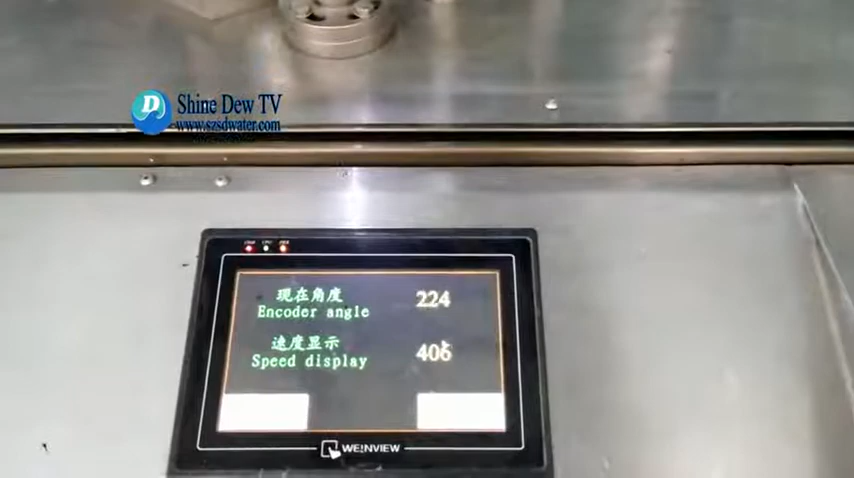 Shine Dew TV
www.szsdwater.com
现在角度
Encoder angle
224
速度显示
Speed display
406
WEINVIEW